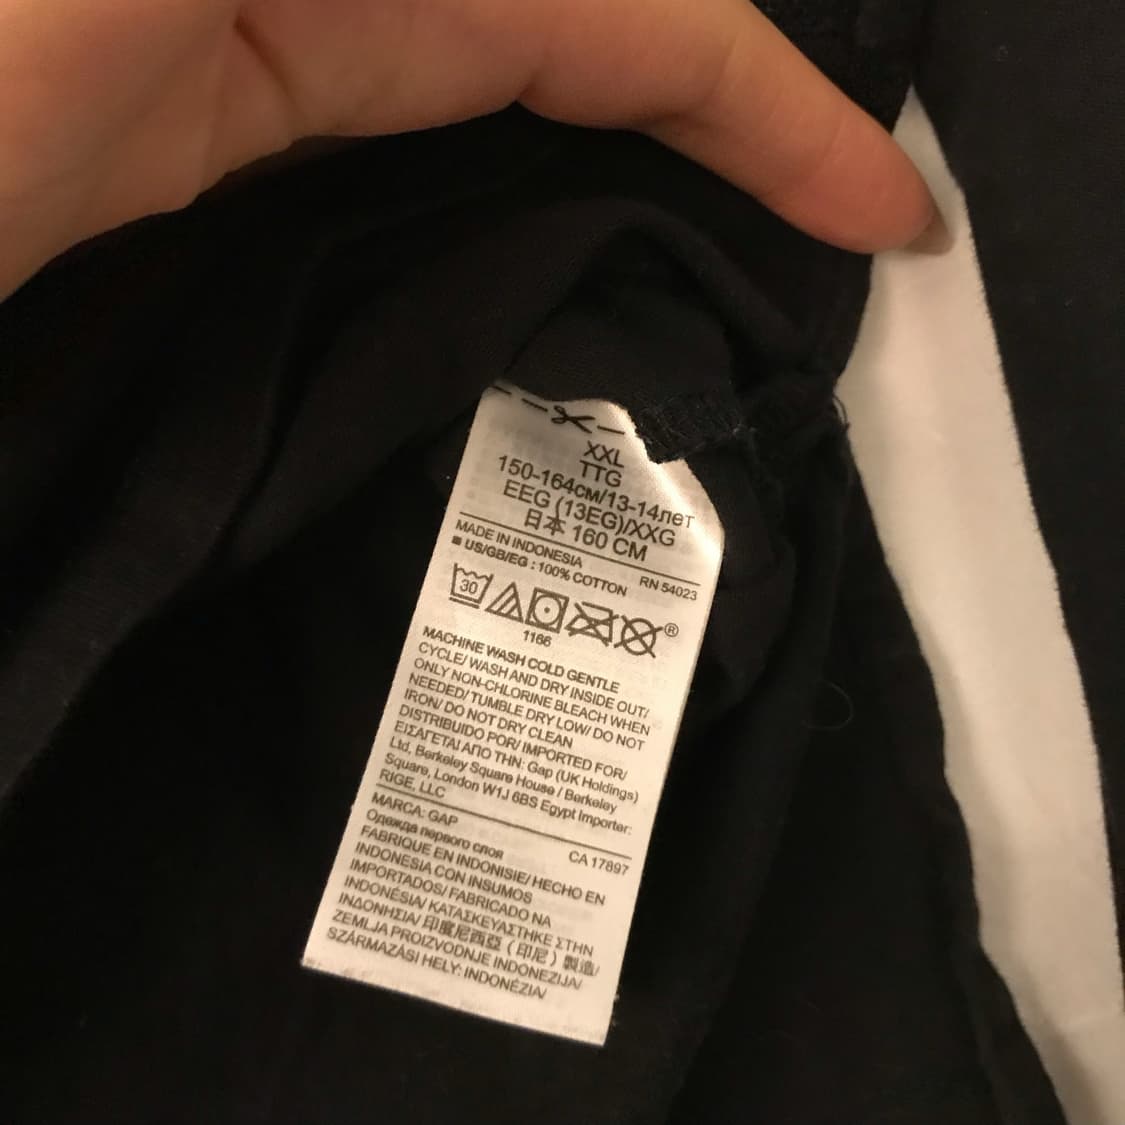 XXL
TTG
150-164см/13-14лет
EEG (13EG)/XXG
日本 160 CM
MADE IN INDONESIA RN 54023
■ US/GB/EG : 100% COTTON
30
®
1166
MACHINE WASH COLD GENTLE
CYCLE/ WASH AND DRY INSIDE OUT/
ONLY NON-CHLORINE BLEACH WHEN
NEEDED/ TUMBLE DRY LOW/ DO NOT
IRON/ DO NOT DRY CLEAN
DISTRIBUIDO POR/ IMPORTED FOR/
ΕΙΣΑΓΕΤΑΙ ΑΠΟ ΤΗΝ: Gap (UK Holdings)
Ltd, Berkeley Square House / Berkeley
Square, London W1J 6BS Egypt Importer:
RIGE, LLC
MARCA: GAP CA 17897
Одежда первого слоя
FABRIQUE EN INDONISIE/ HECHO EN
INDONESIA CON INSUMOS
IMPORTADOS/ FABRICADO NA
INDONÉSIA/ ΚΑΤΑΣΚΕΥΑΣΤΗΚΕ ΣΤΗΝ
ΙΝΔΟΝΗΣΙΑ/ 印度尼西亞 (印尼) 製造/
ZEMLJA PROIZVODNJE INDONEZIJA/
SZÁRMAZÁSI HELY: INDONÉZIA/